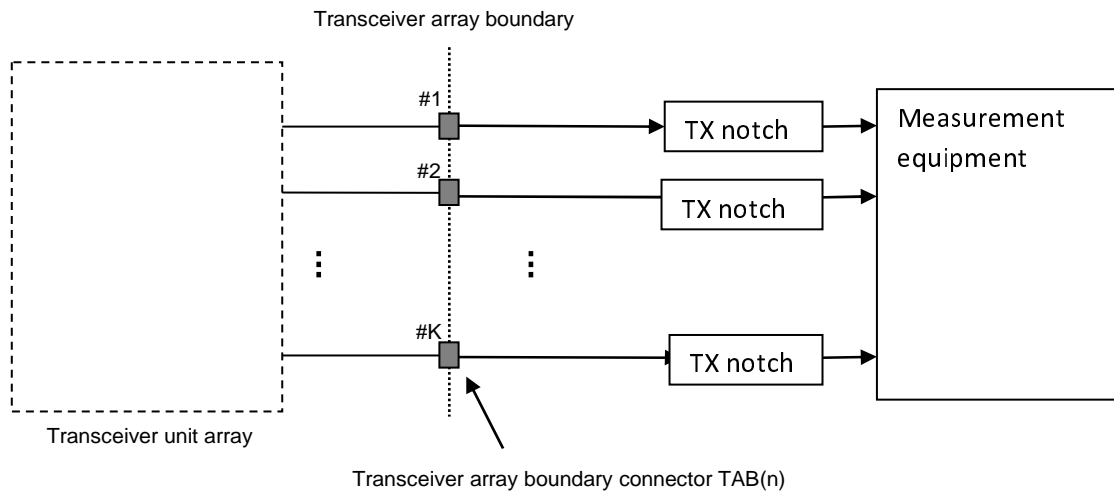 Transceiver array boundary
#1
TX notch
Measurement
equipment
#2
TX notch
#K
TX notch
Transceiver unit array
Transceiver array boundary connector TAB(n)